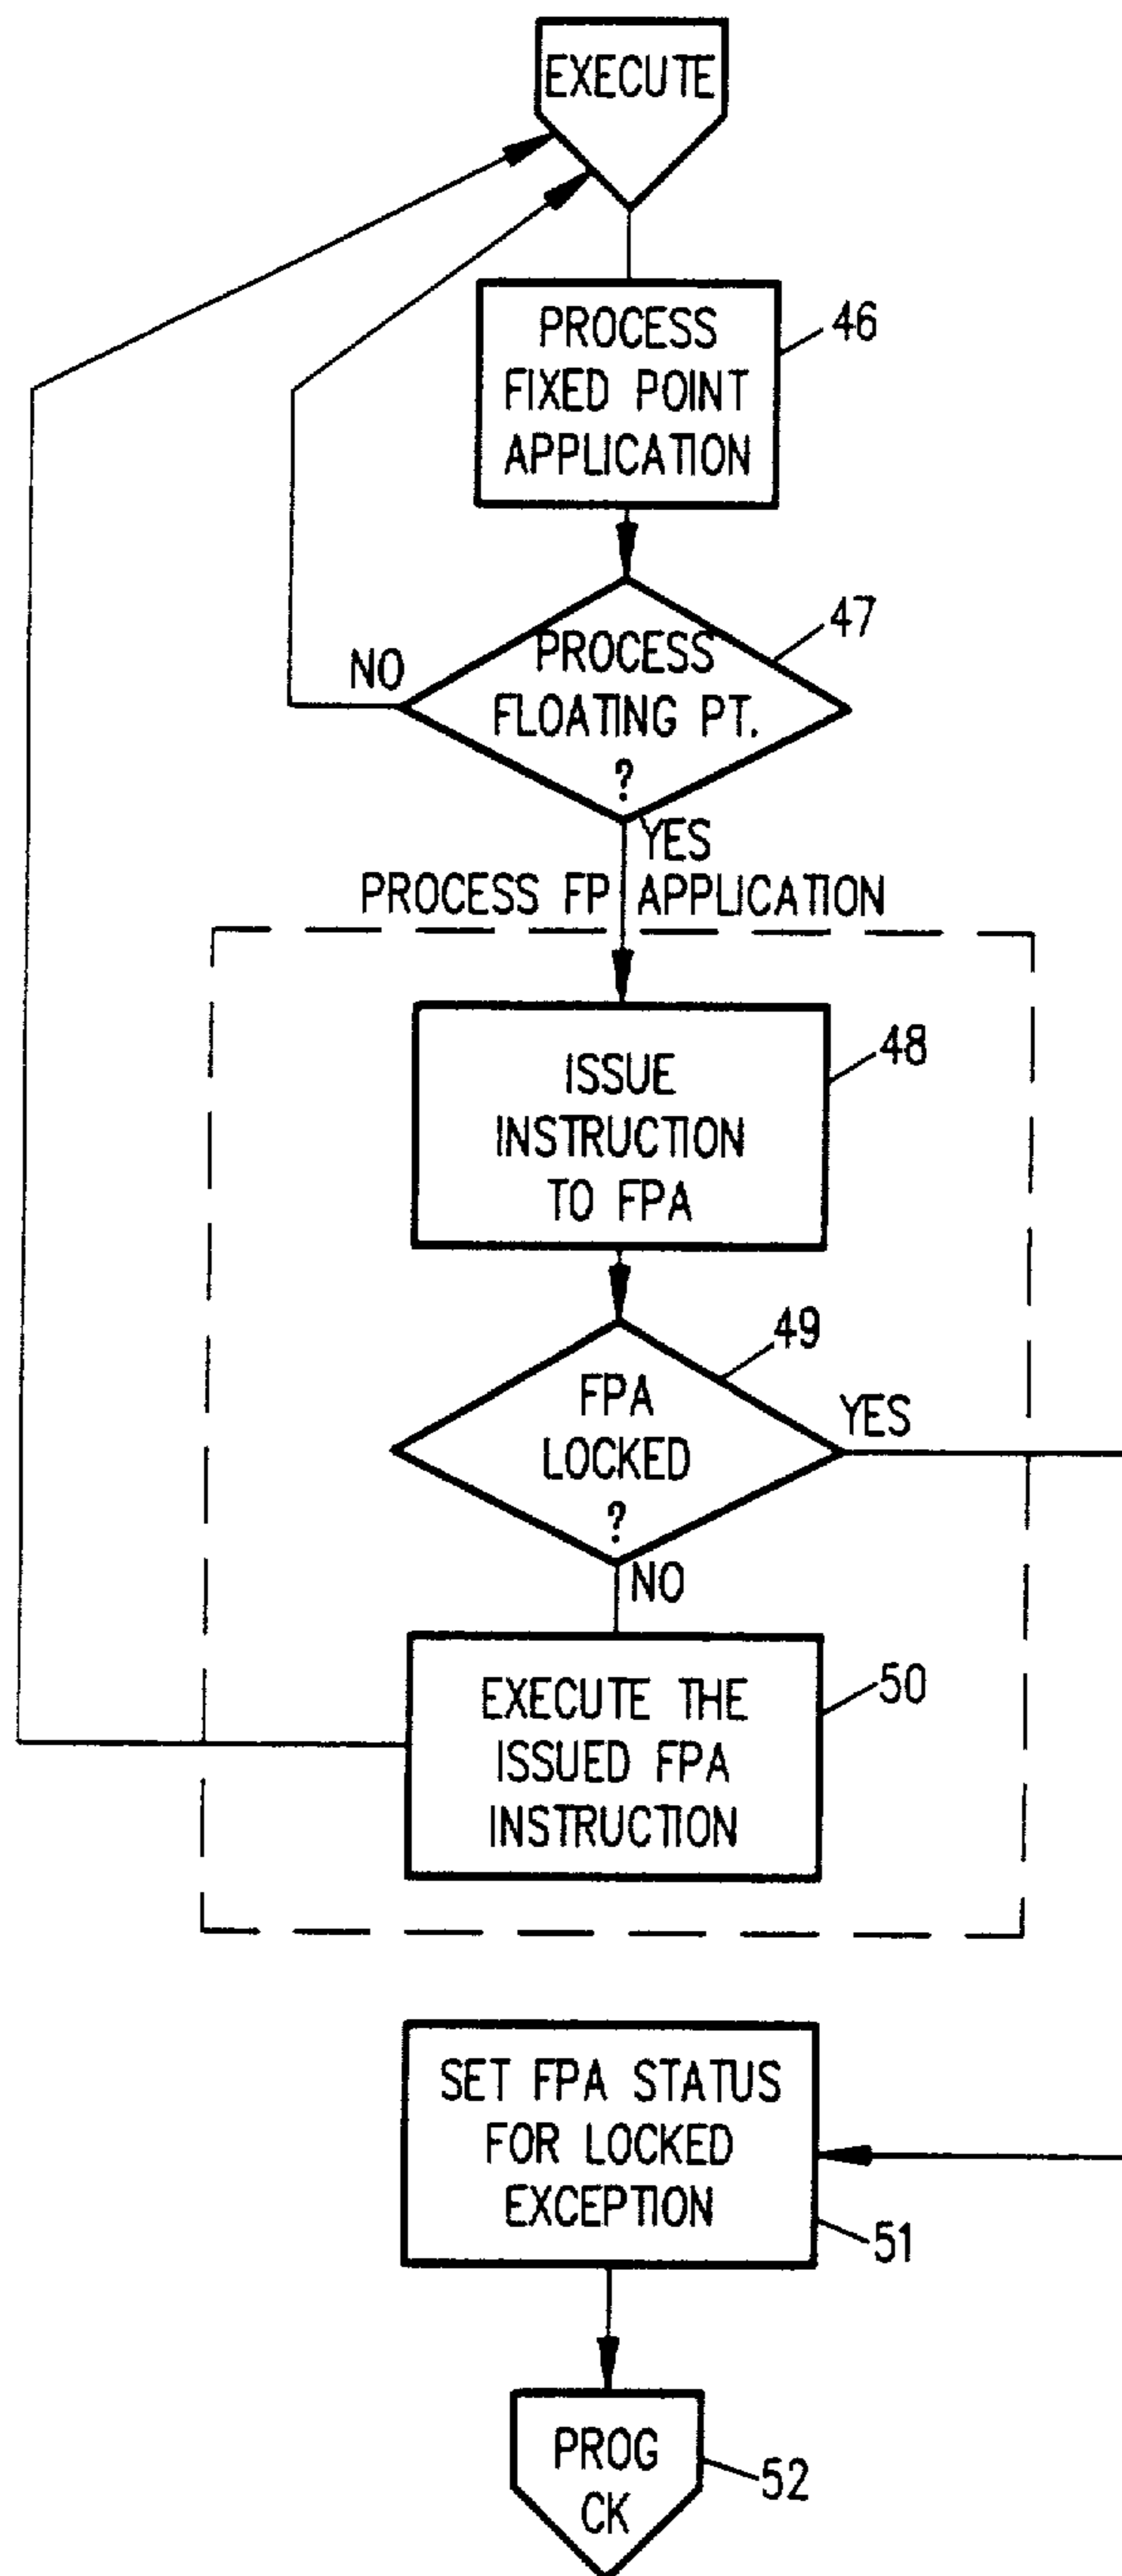 EXECUTE
PROCESS
FIXED POINT
APPLICATION
46
PROCESS
FLOATING PT.
?
47
NO
YES
PROCESS FP APPLICATION
ISSUE
INSTRUCTION
TO FPA
48
FPA
LOCKED
?
49
YES
NO
EXECUTE THE
ISSUED FPA
INSTRUCTION
50
SET FPA STATUS
FOR LOCKED
EXCEPTION
51
PROG
CK
52